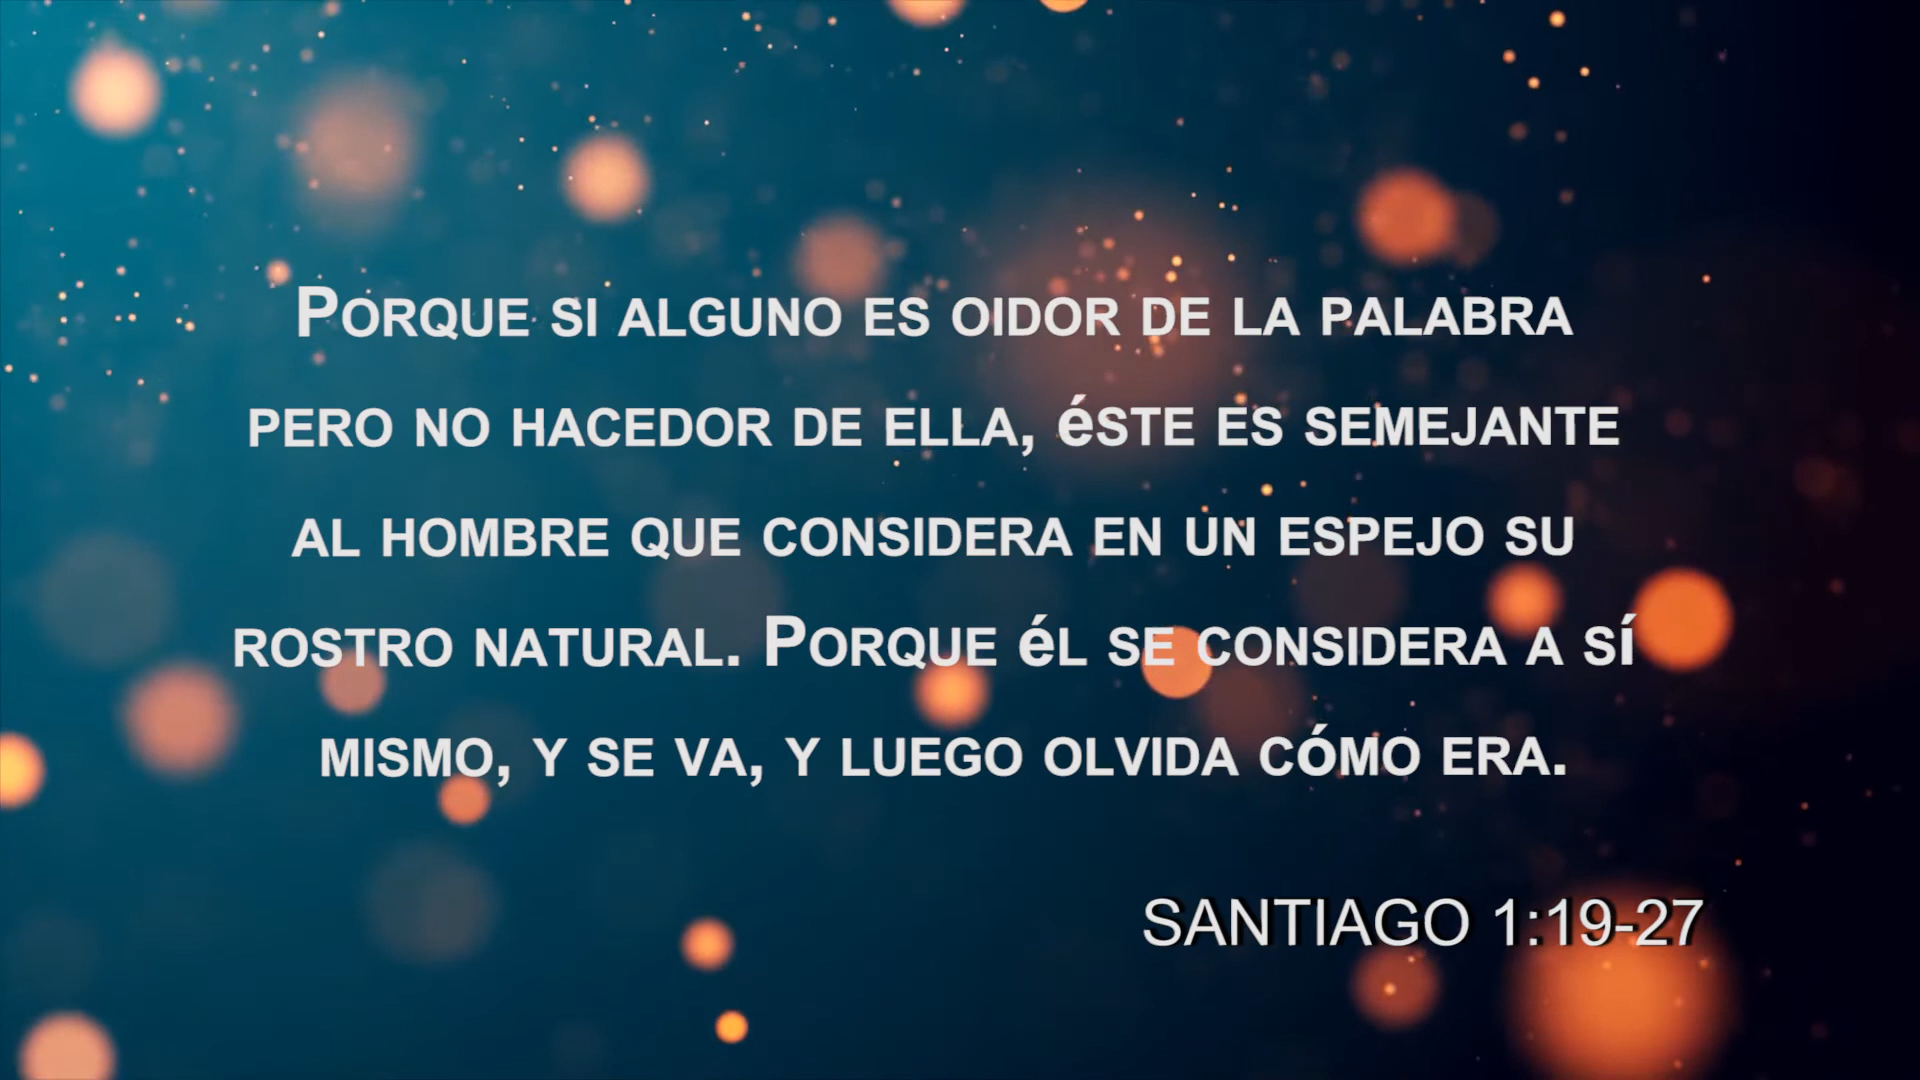 Porque si alguno es oidor de la palabra
pero no hacedor de ella, éste es semejante
al hombre que considera en un espejo su
rostro natural. Porque él se considera a sí
mismo, y se va, y luego olvida cómo era.
SANTIAGO 1:19-27